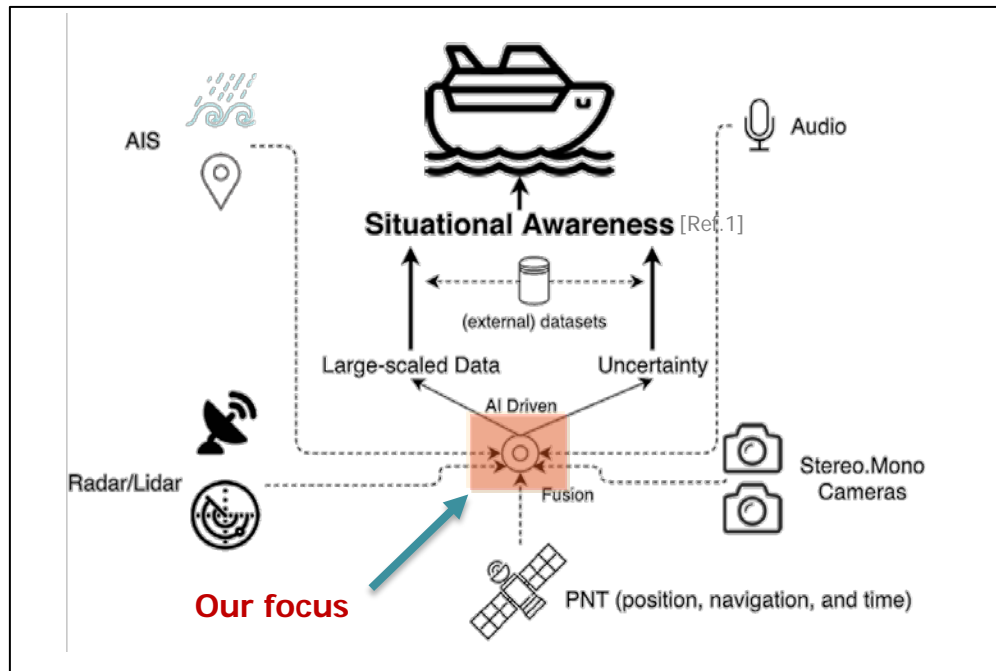 AIS
Audio
Situational Awareness [Ref.1]
(external) datasets
Large-scaled Data
Uncertainty
AI Driven
Radar/Lidar
Stereo.Mono
Cameras
Fusion
Our focus
PNT (position, navigation, and time)